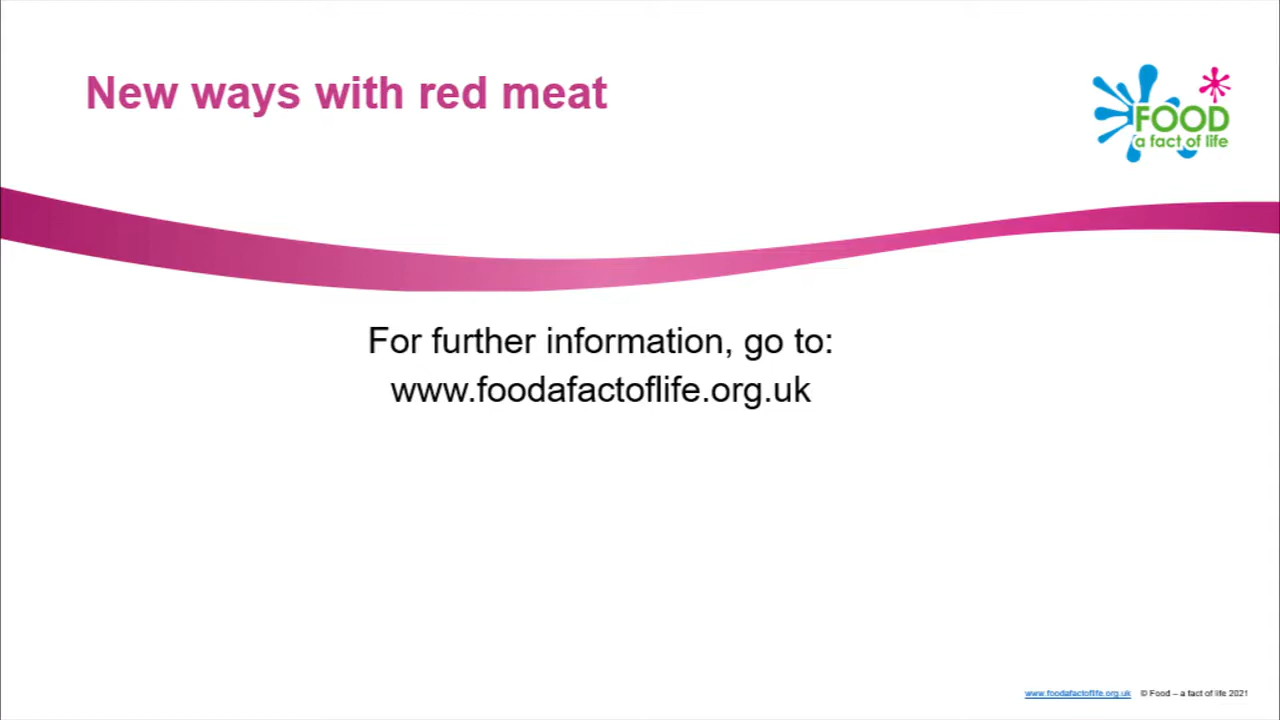 New ways with red meat
FOOD
a fact of life
For further information, go to:
www.foodafactoflife.org.uk
www.foodafactoflife.org.uk © Food – a fact of life 2021